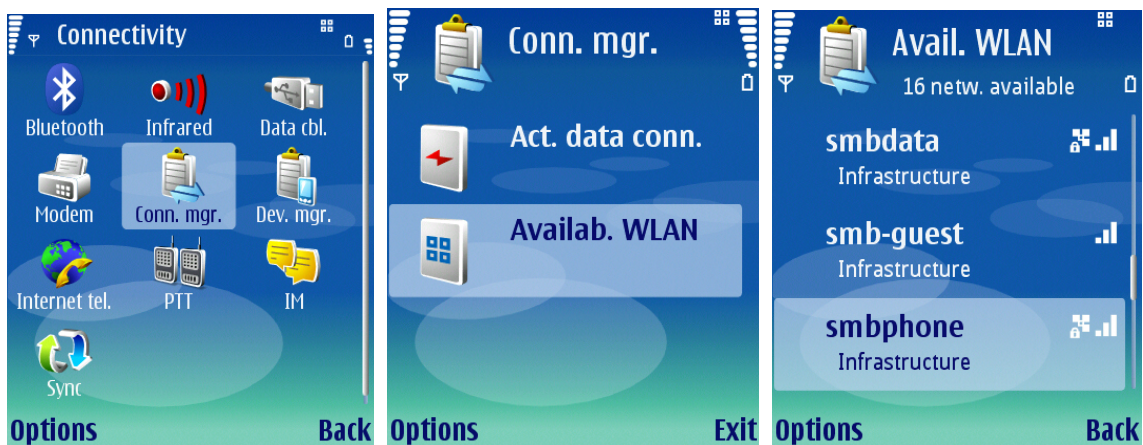 Connectivity
Bluetooth Infrared Data cbl.
Modem Conn. mgr. Dev. mgr.
Internet tel. PTT IM
Sync
Options Back
Conn. mgr.
Act. data conn.
Availab. WLAN
Options Exit
Avail. WLAN
16 netw. available
smbdata
Infrastructure
smb-guest
Infrastructure
smbphone
Infrastructure
Options Back